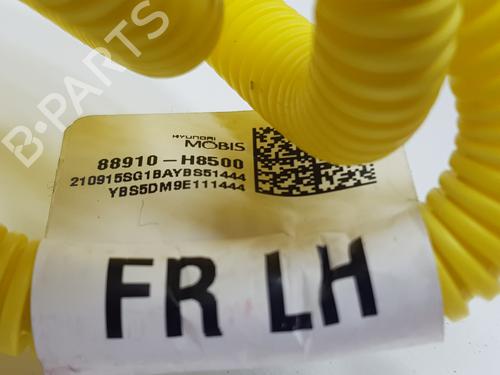 B-PARTS
HYUNDAI
MOBIS
88910-H8500
210915SG1BAYBS51444
YBS5DM9E111444
FR LH